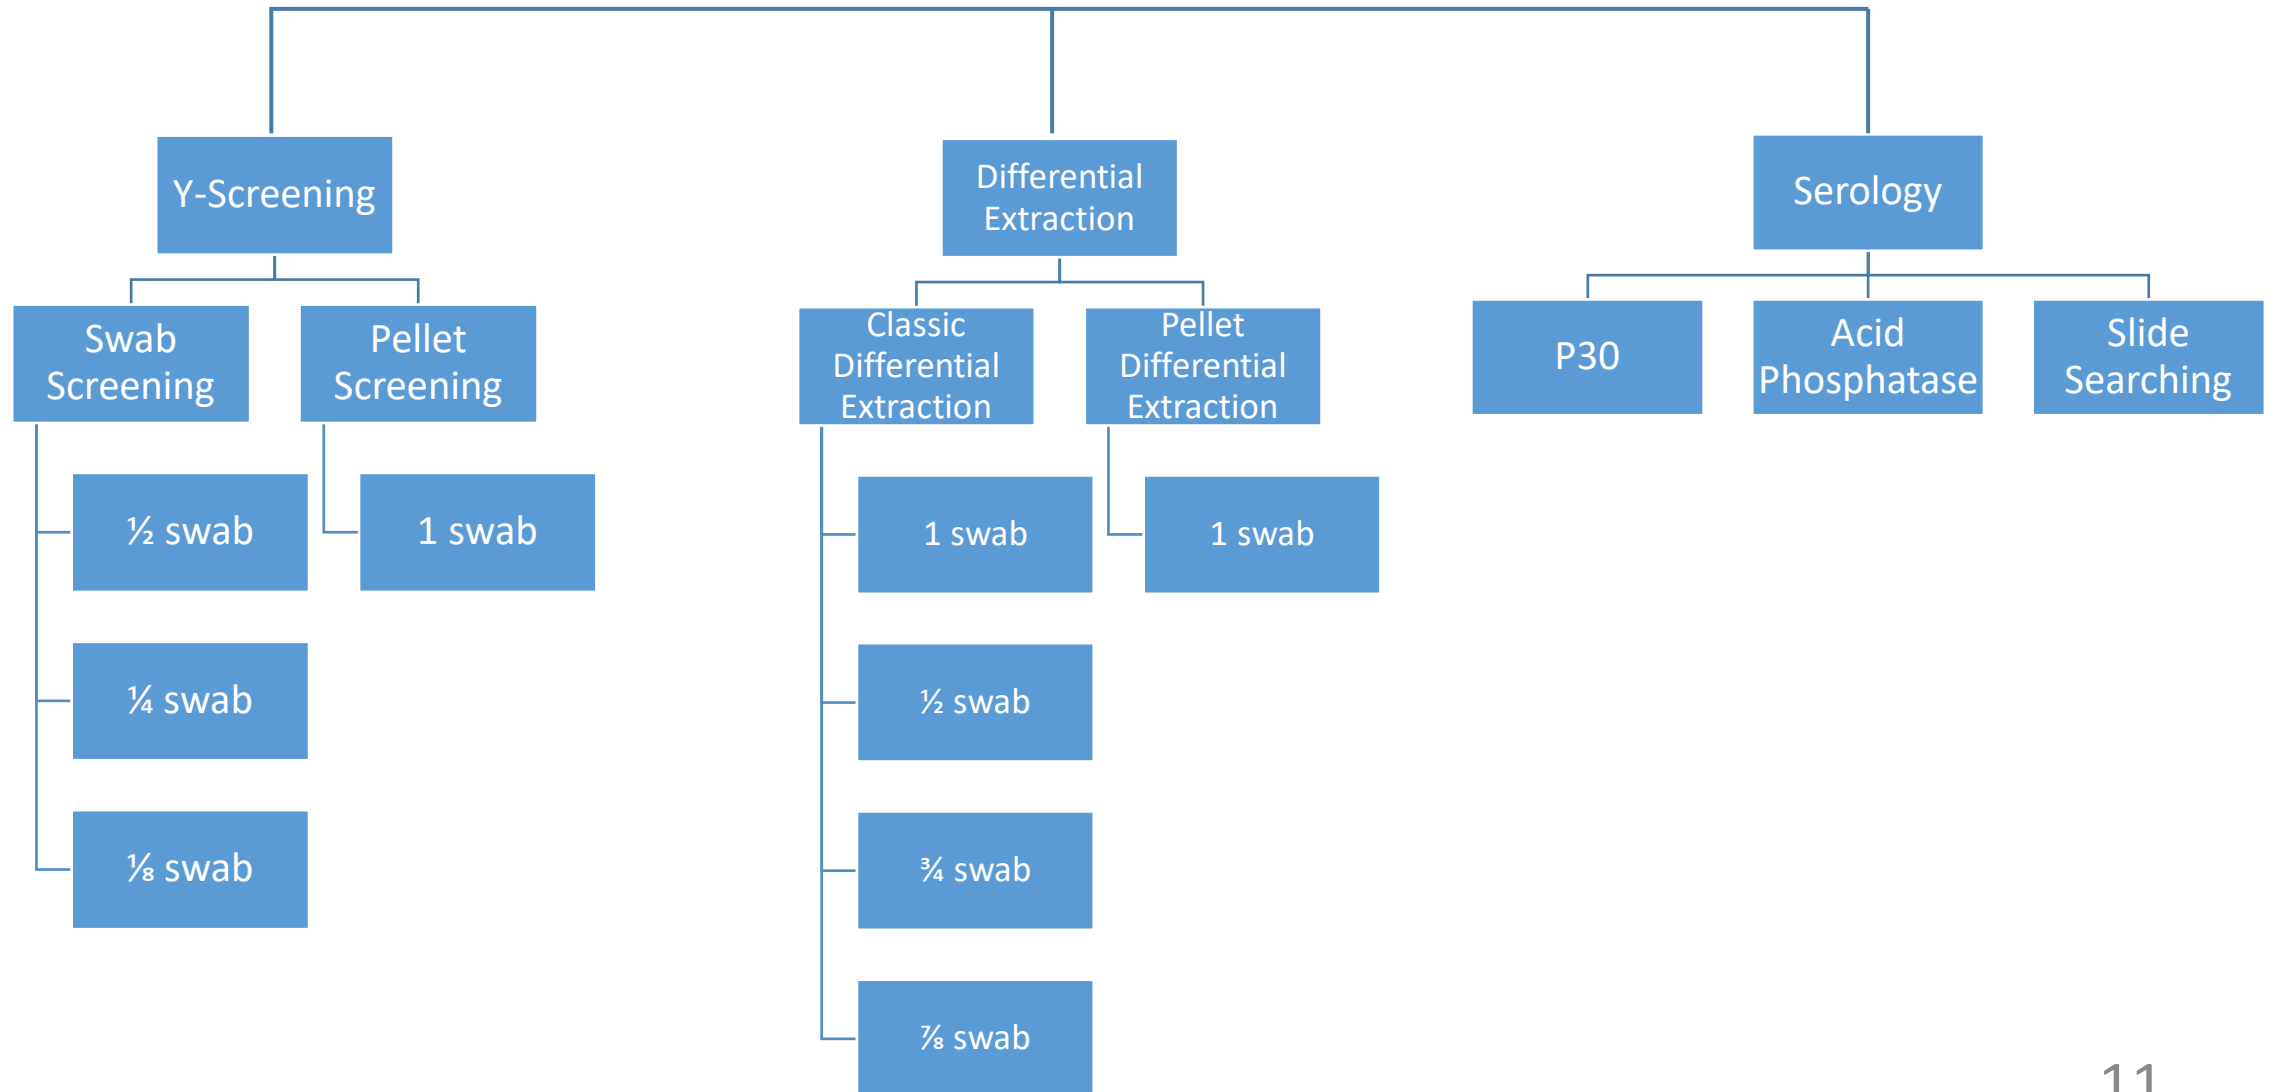 Y-Screening
Swab
Screening
½ swab
¼ swab
⅛ swab
Pellet
Screening
1 swab
Differential
Extraction
Classic
Differential
Extraction
1 swab
½ swab
¾ swab
⅞ swab
Pellet
Differential
Extraction
1 swab
Serology
P30
Acid
Phosphatase
Slide
Searching
11